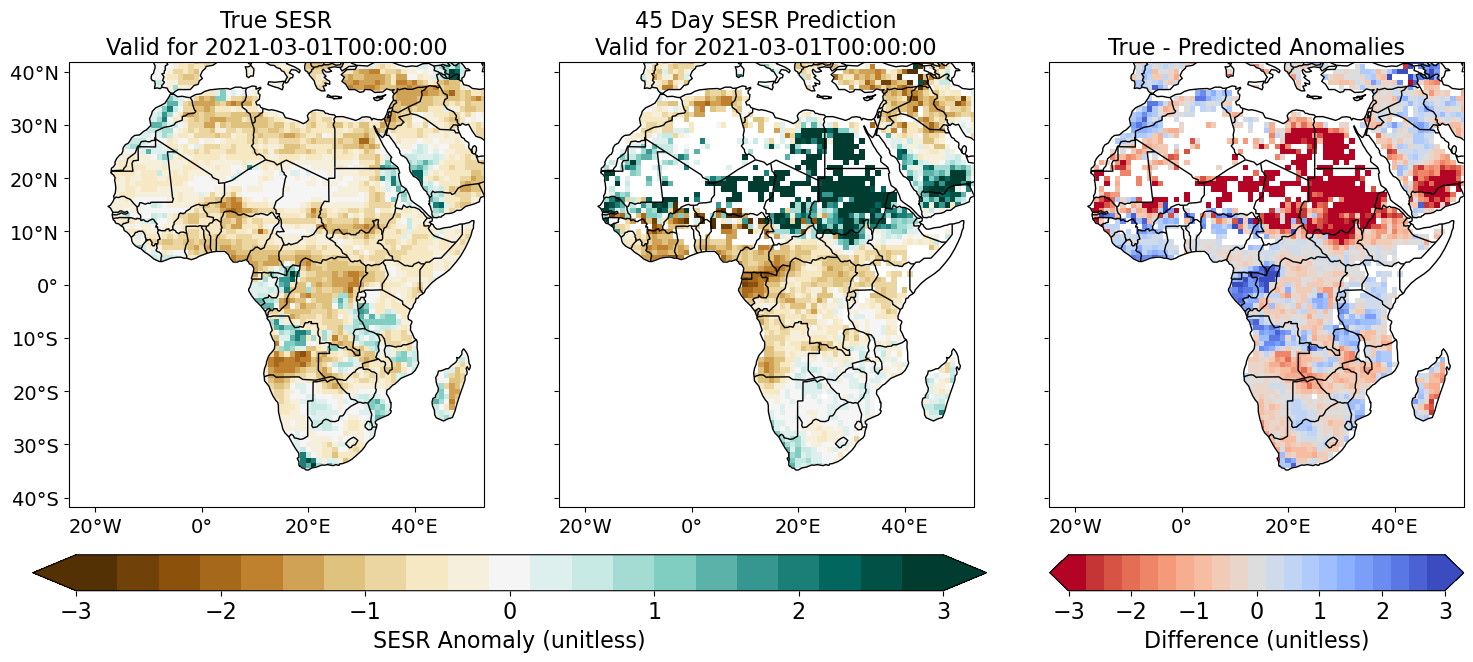 True SESR
Valid for 2021-03-01T00:00:00
45 Day SESR Prediction
Valid for 2021-03-01T00:00:00
True - Predicted Anomalies
40°N
30°N
20°N
10°N
0°
10°S
20°S
30°S
40°S
20°W 0° 20°E 40°E
20°W 0° 20°E 40°E
20°W 0° 20°E 40°E
−3 −2 −1 0 1 2 3
SESR Anomaly (unitless)
−3 −2 −1 0 1 2 3
Difference (unitless)